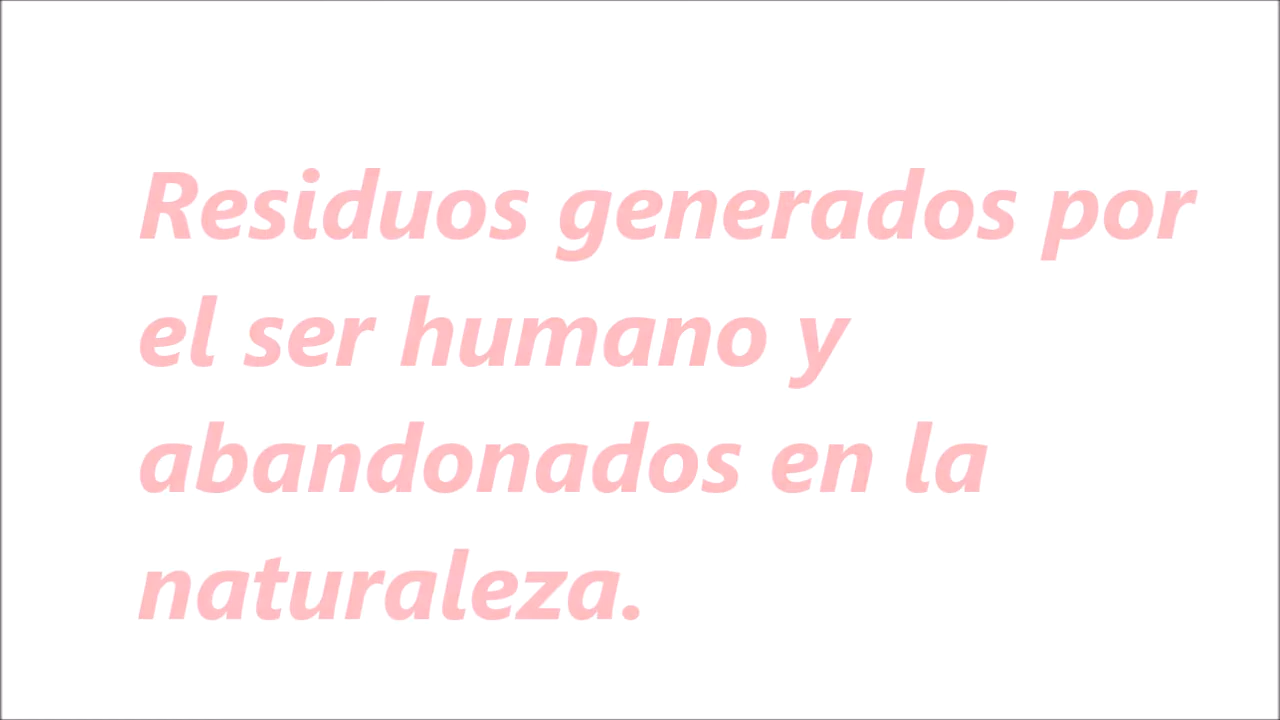 Residuos generados por
el ser humano y
abandonados en la
naturaleza.